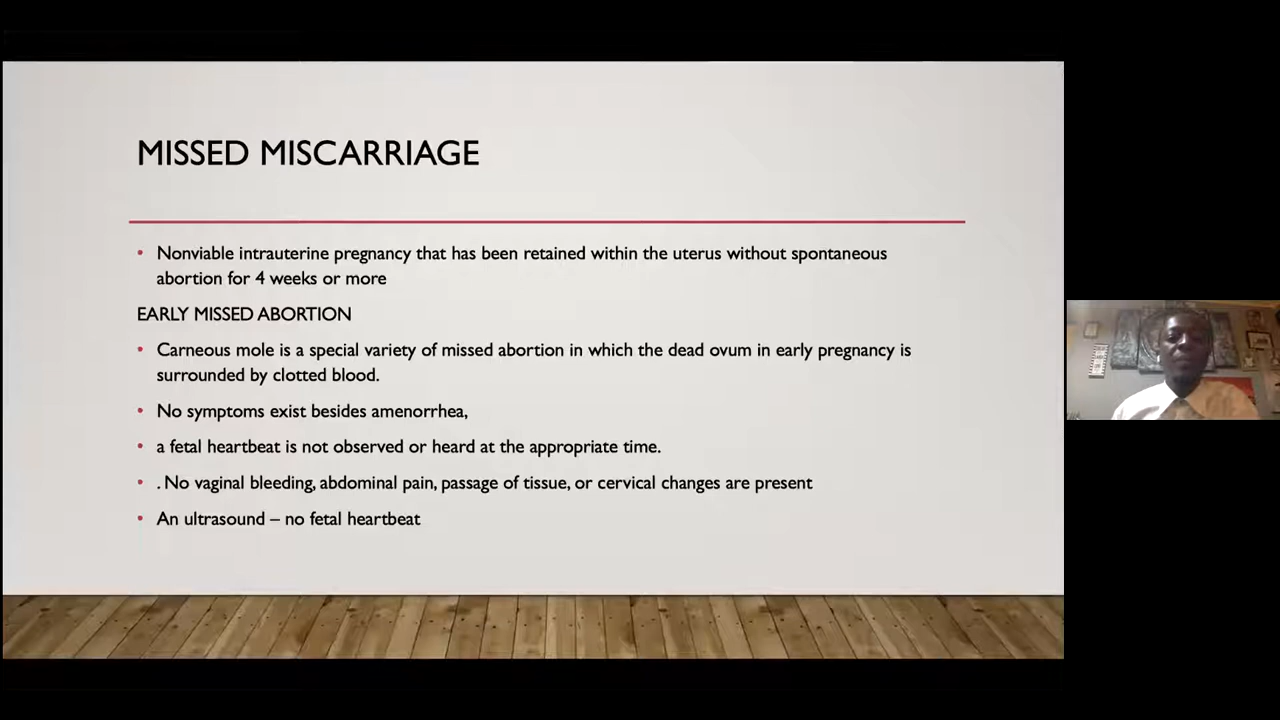 MISSED MISCARRIAGE
• Nonviable intrauterine pregnancy that has been retained within the uterus without spontaneous
abortion for 4 weeks or more
EARLY MISSED ABORTION
• Carneous mole is a special variety of missed abortion in which the dead ovum in early pregnancy is
surrounded by clotted blood.
• No symptoms exist besides amenorrhea,
• a fetal heartbeat is not observed or heard at the appropriate time.
• . No vaginal bleeding, abdominal pain, passage of tissue, or cervical changes are present
• An ultrasound – no fetal heartbeat